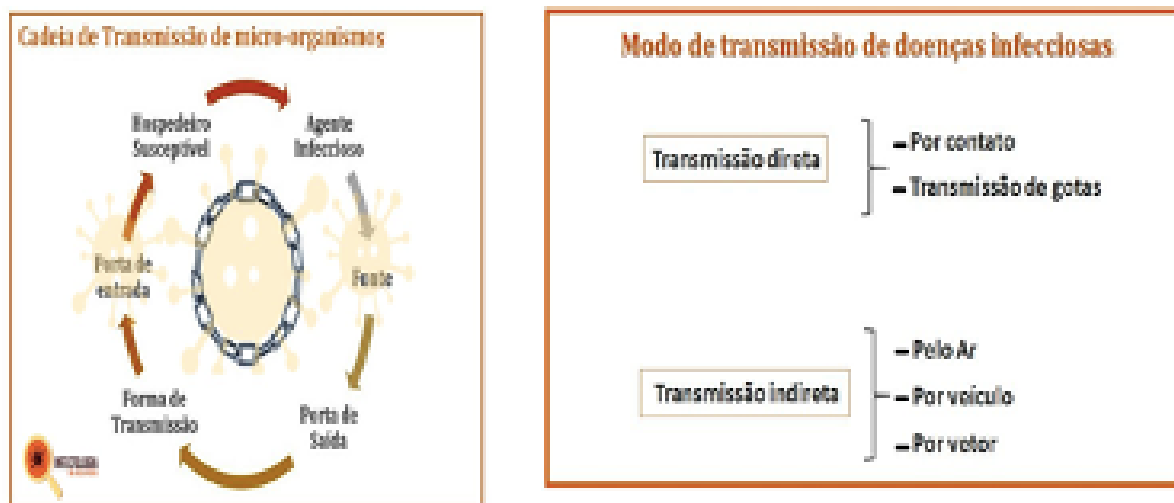 Cadeia de Transmissão de micro-organismos
Hospedeiro
Susceptível
Agente
Infeccioso
Fonte
Porta de
Saída
Forma de
Transmissão
Porta de
entrada
Modo de transmissão de doenças infecciosas
Transmissão direta
– Por contato
– Transmissão de gotas
Transmissão indireta
– Pelo Ar
– Por veículo
– Por vetor